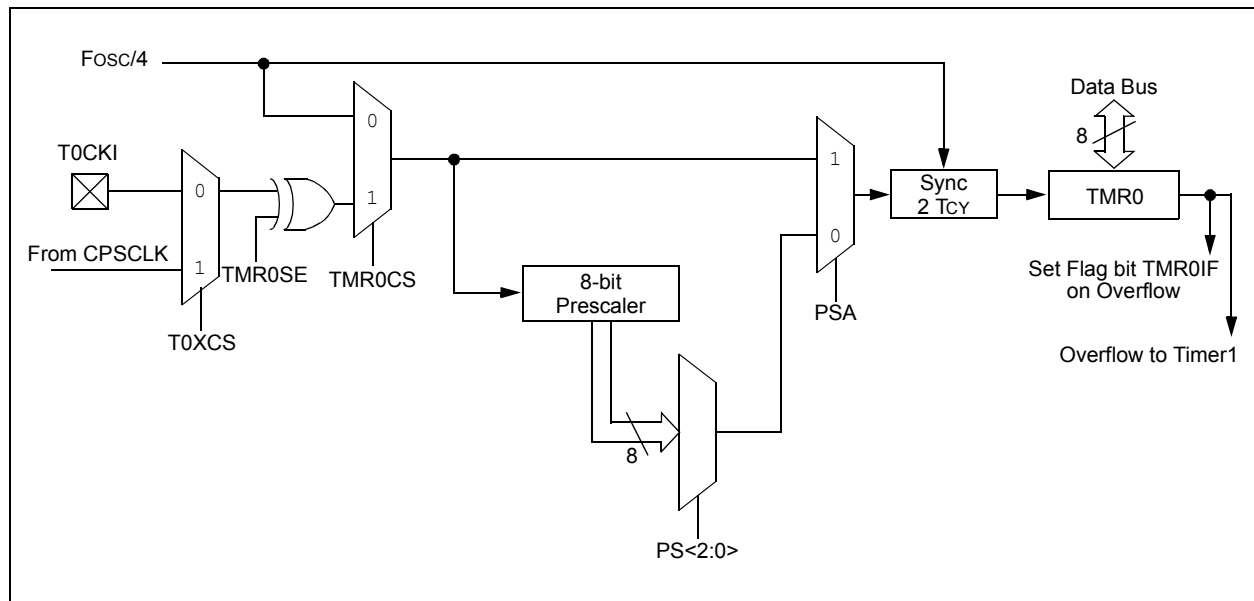 FOSC/4
Data Bus
8
T0CKI
0
1
0
1
From CPSCLK
TMR0SE
TMR0CS
T0XCS
8-bit
Prescaler
8
PS<2:0>
1
0
PSA
Sync
2 TCY
TMR0
Set Flag bit TMR0IF
on Overflow
Overflow to Timer1